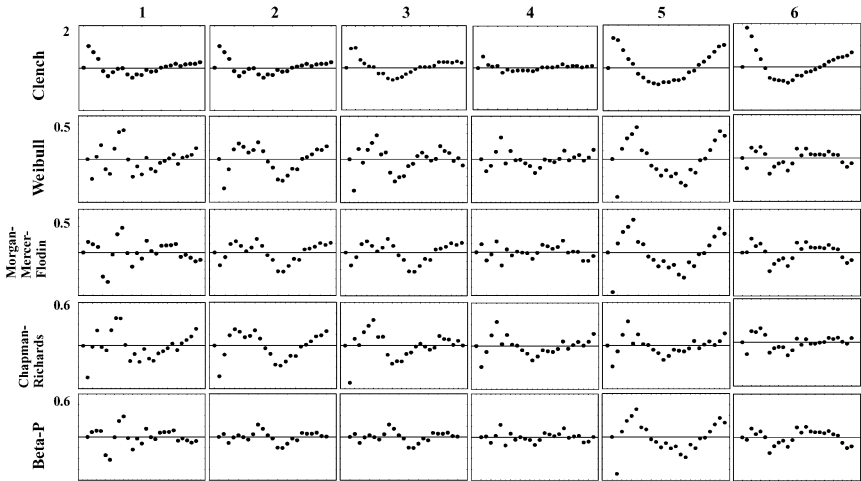 1 2 3 4 5 6
2
Clench
0.5
Weibull
0.5
Morgan-
Mercer-
Flodin
0.6
Chapman-
Richards
0.6
Beta-P